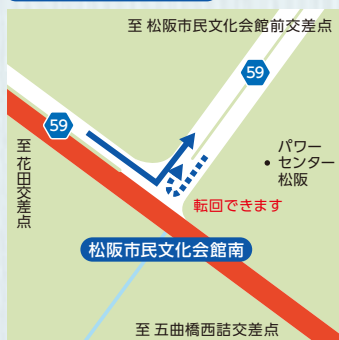 至 松阪市民文化会館前交差点
59
59
至 花田交差点
パワー
センター
松阪
転回できます
松阪市民文化会館南
至 五曲橋西詰交差点